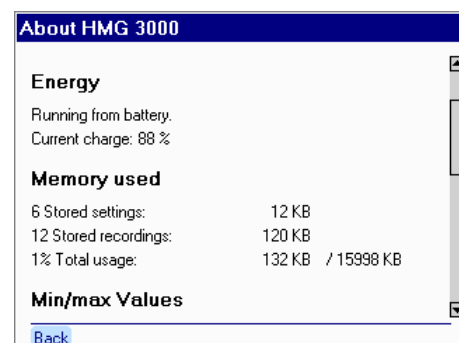 About HMG 3000
Energy
Running from battery.
Current charge: 88 %
Memory used
6 Stored settings: 12 KB
12 Stored recordings: 120 KB
1% Total usage: 132 KB / 15998 KB
Min/max Values
Back